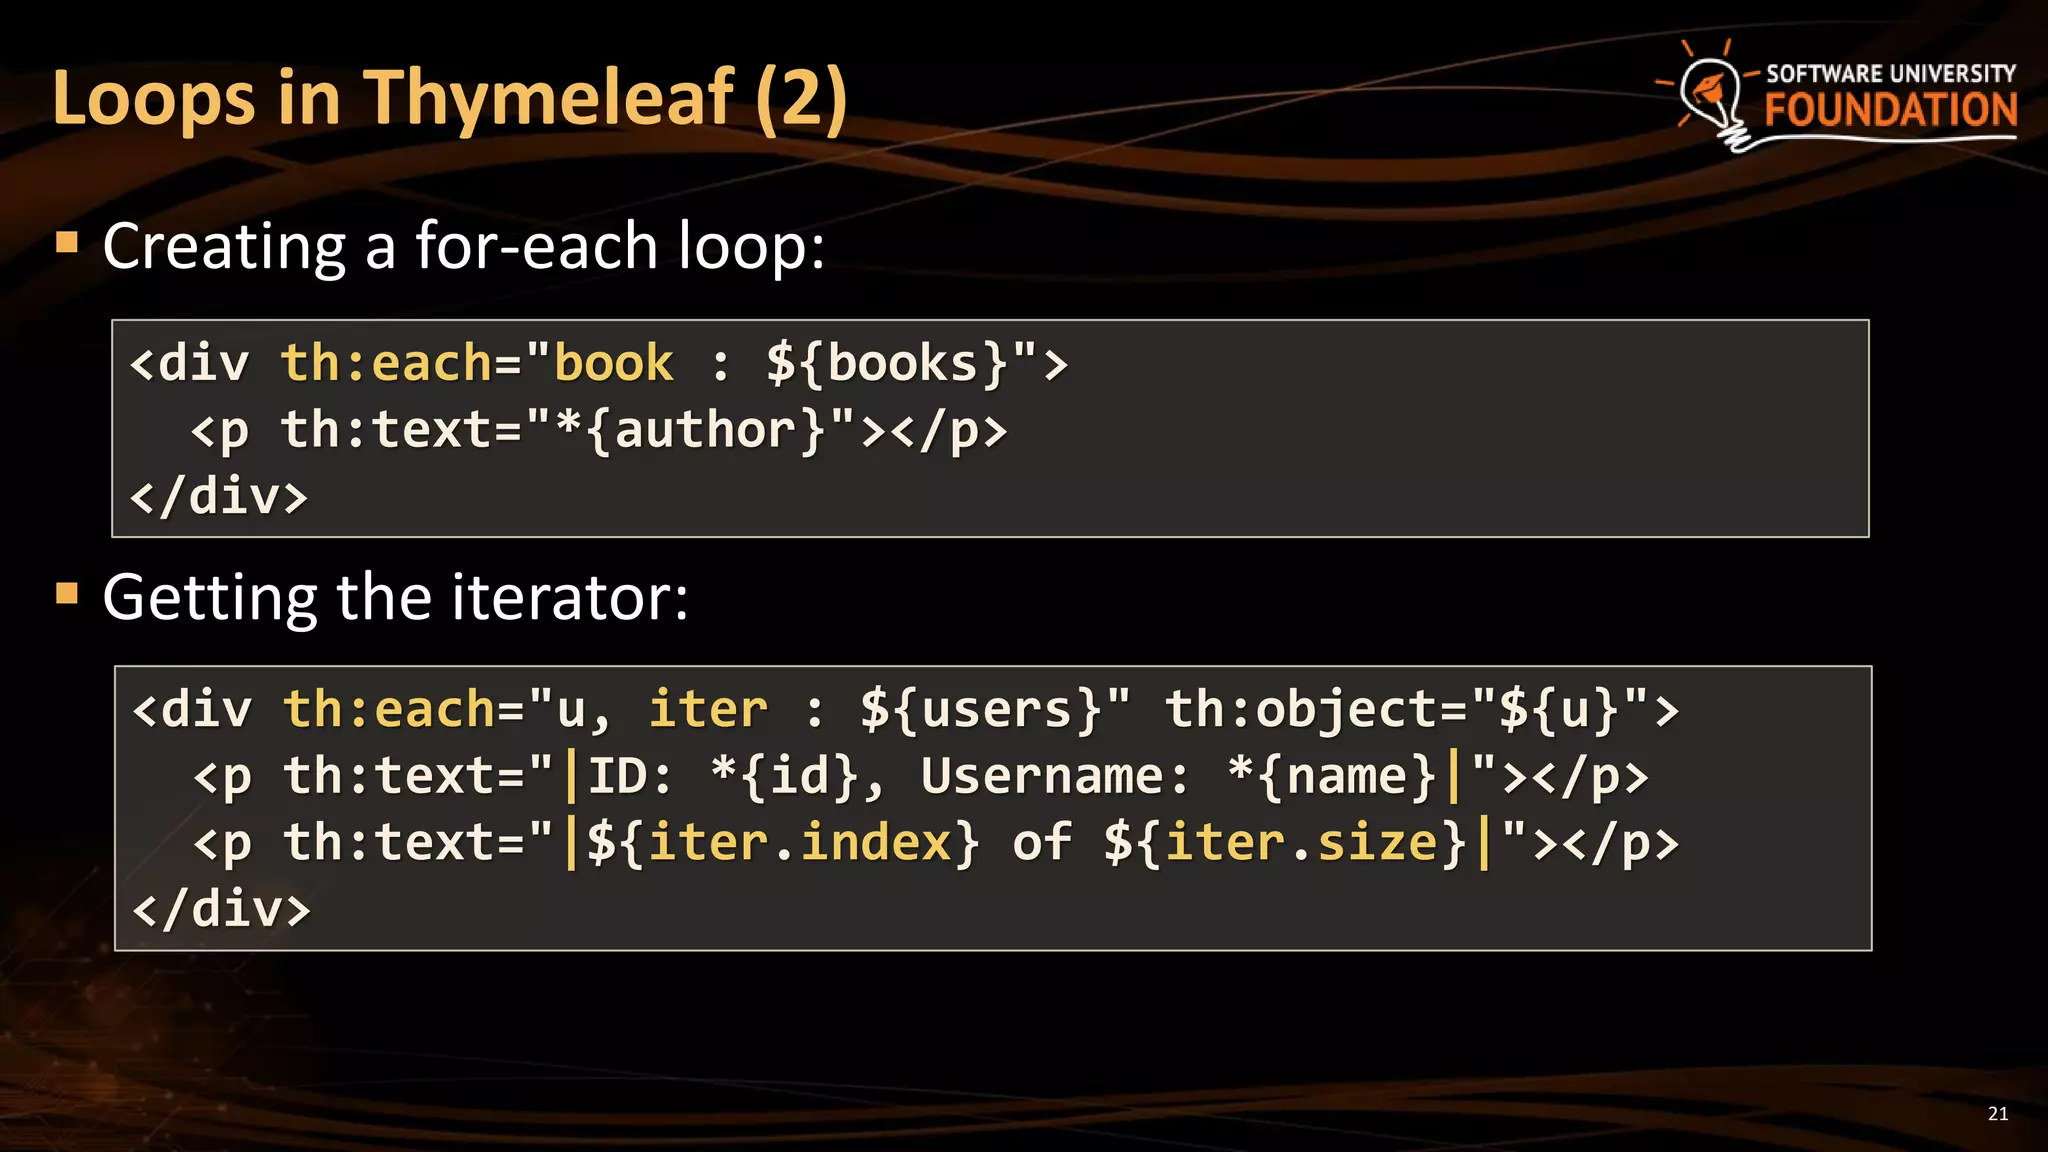 Loops in Thymeleaf (2)
SOFTWARE UNIVERSITY
FOUNDATION
Creating a for-each loop:
<div th:each="book : ${books}">
<p th:text="*{author}"></p>
</div>
Getting the iterator:
<div th:each="u, iter : ${users}" th:object="${u}">
<p th:text="|ID: *{id}, Username: *{name}|"></p>
<p th:text="|${iter.index} of ${iter.size}|"></p>
</div>
21